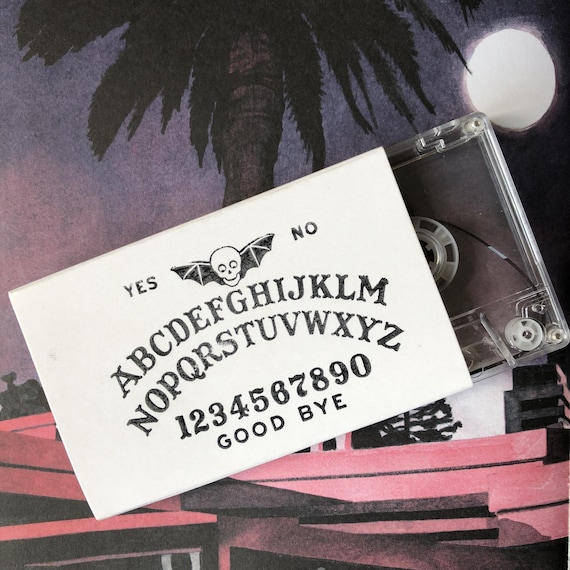 YES NO
ABCDEFGHIJKLM
NOPQRSTUVWXYZ
1234567890
GOOD BYE